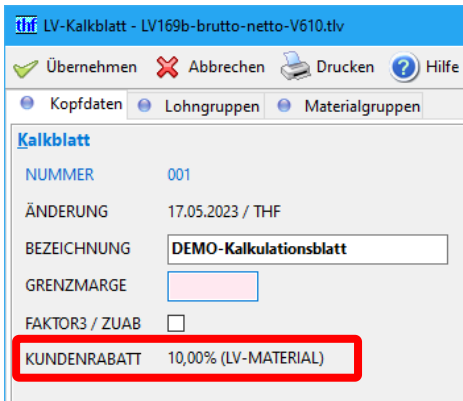 thf LV-Kalkblatt - LV169b-brutto-netto-V610.tlv
Übernehmen Abbrechen Drucken ? Hilfe
Kopfdaten Lohngruppen Materialgruppen
Kalkblatt
NUMMER 001
ÄNDERUNG 17.05.2023 / THF
BEZEICHNUNG DEMO-Kalkulationsblatt
GRENZMARGE
FAKTOR3 / ZUAB
KUNDENRABATT 10,00% (LV-MATERIAL)